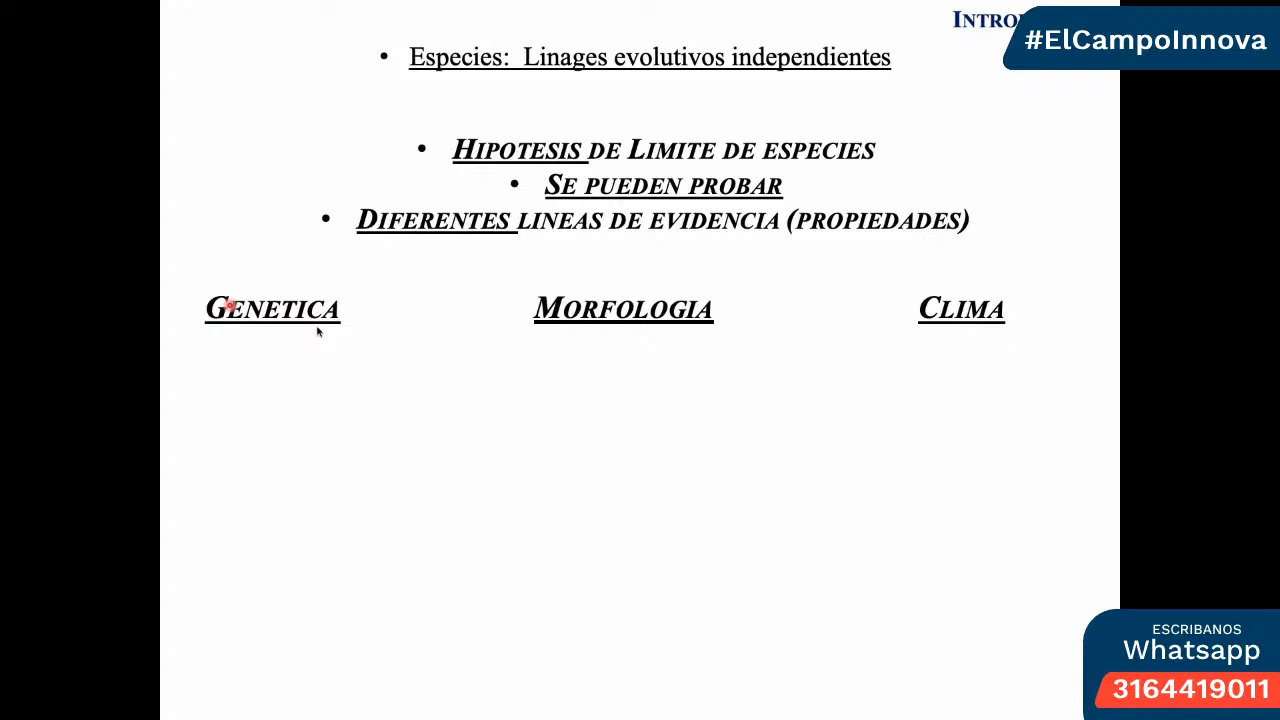 #ElCampoInnova
• Especies: Linages evolutivos independientes
• HIPOTESIS DE LIMITE DE ESPECIES
• SE PUEDEN PROBAR
• DIFERENTES LINEAS DE EVIDENCIA (PROPIEDADES)
GENETICA MORFOLOGIA CLIMA
ESCRIBANOS
Whatsapp
3164419011